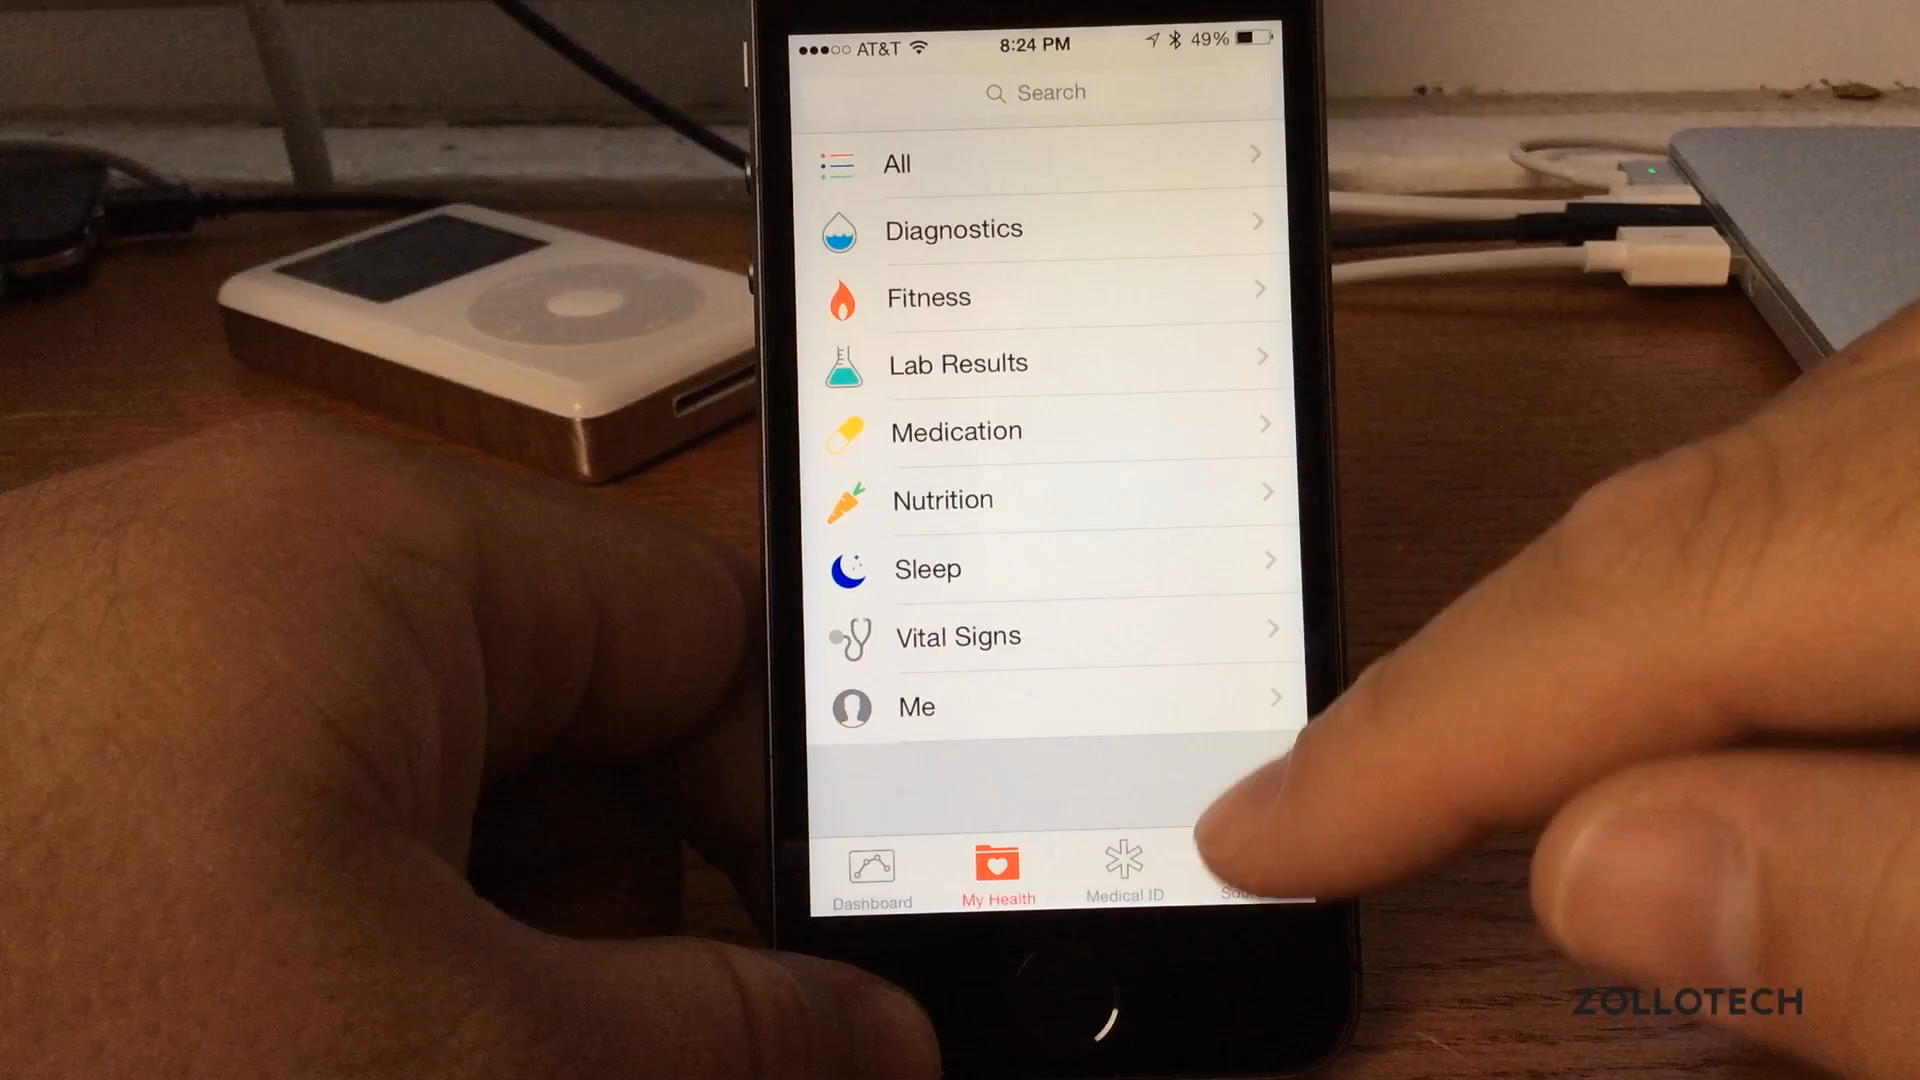 AT&T 8:24 PM 49%
Search
All
Diagnostics
Fitness
Lab Results
Medication
Nutrition
Sleep
Vital Signs
Me
Dashboard
My Health
Medical ID
ZOLLOTECH